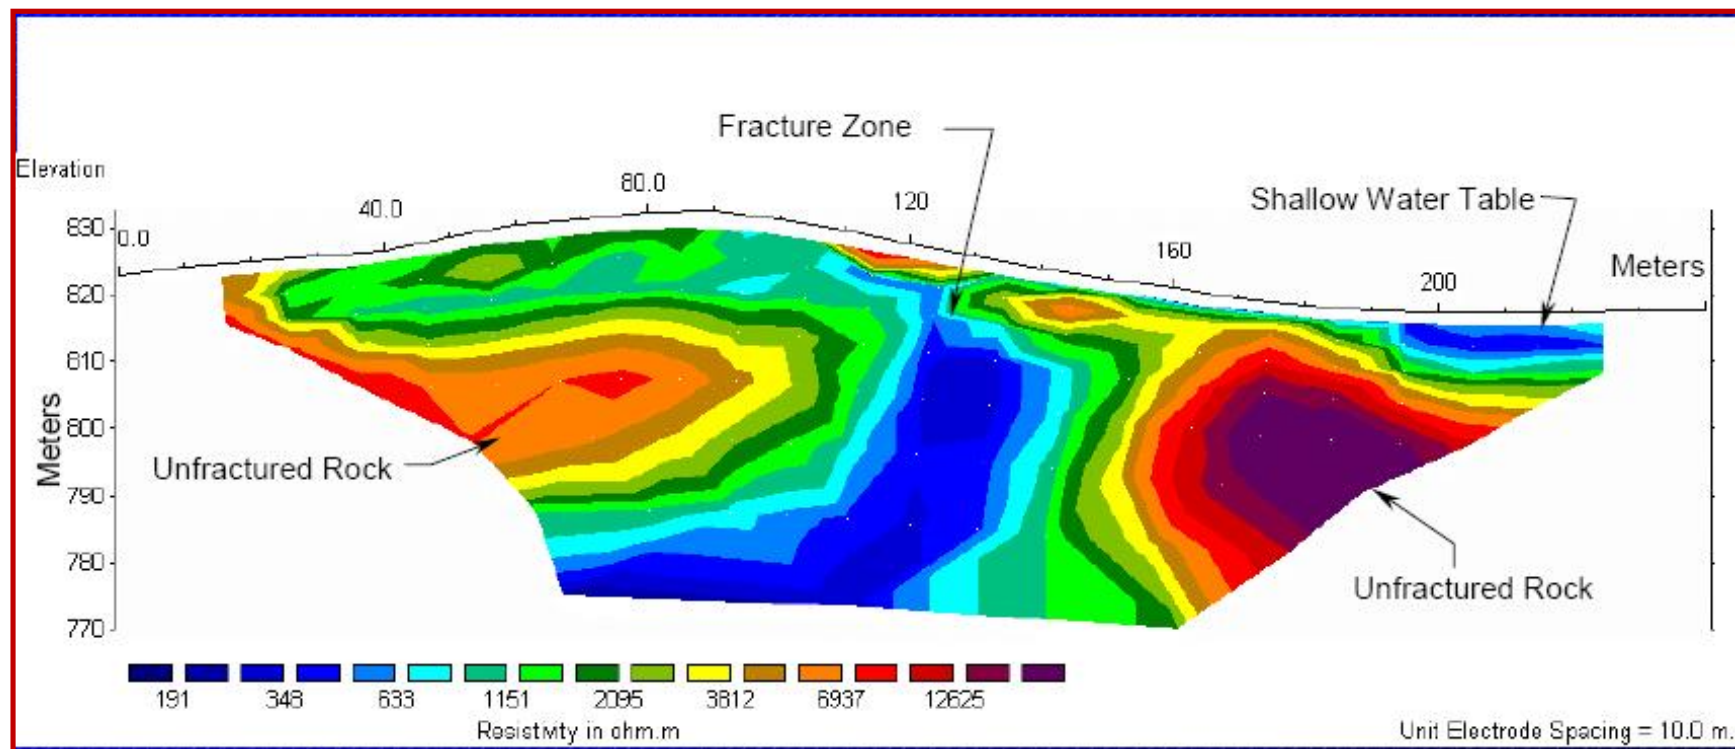 Fracture Zone
Elevation
80.0
Shallow Water Table
40.0
120
830
0.0
160
Meters
820
200
810
Meters
800
Unfractured Rock
790
780
Unfractured Rock
770
191 348 633 1151 2095 3812 6937 12625
Resistivity in ohm.m
Unit Electrode Spacing = 10.0 m.